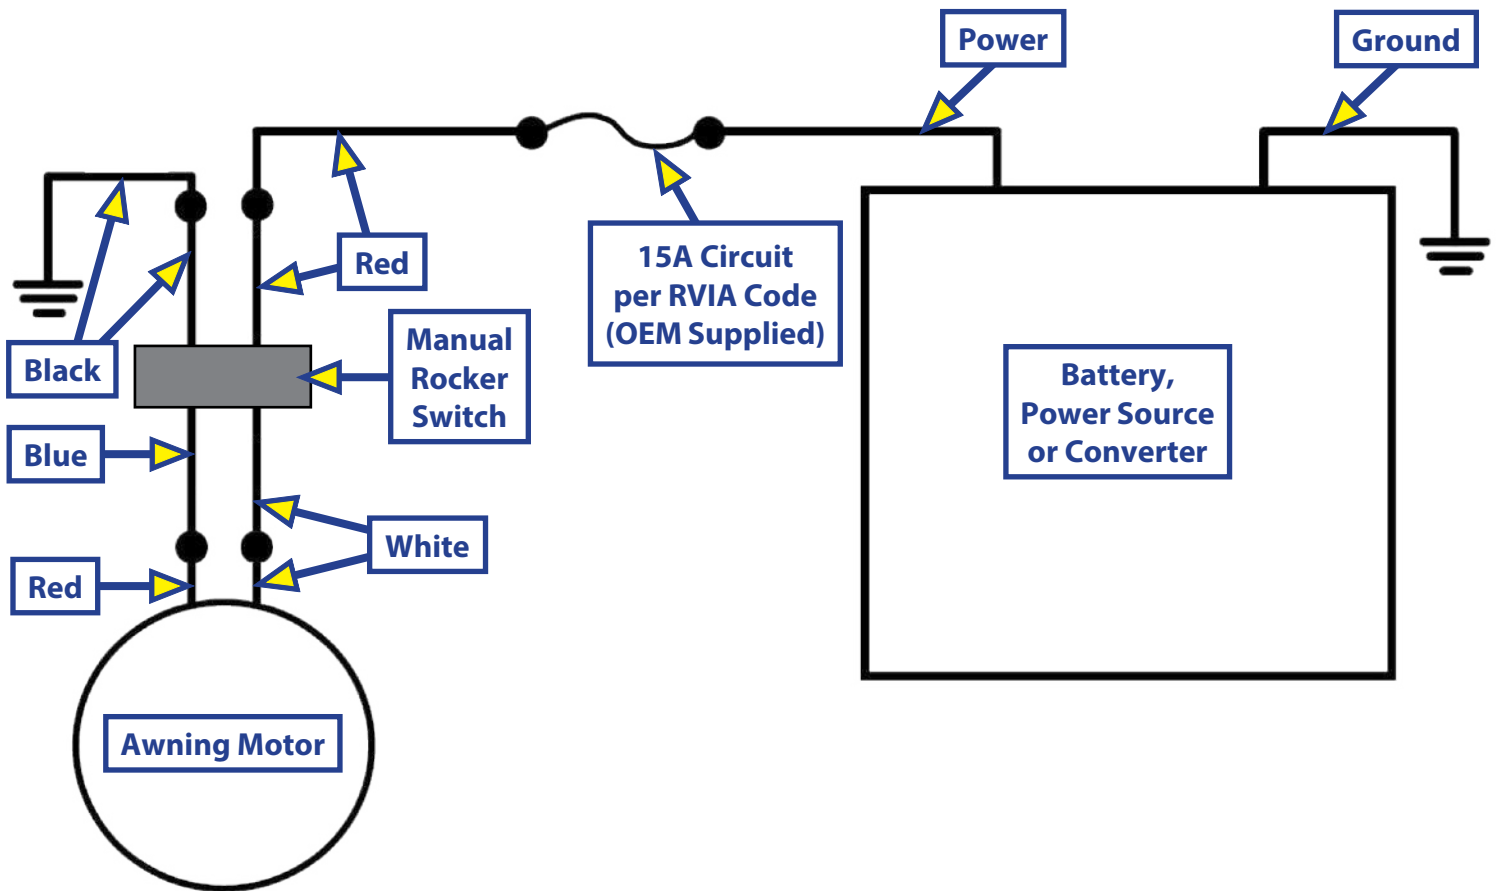 Power
Ground
Red
15A Circuit
per RVIA Code
(OEM Supplied)
Black
Manual
Rocker
Switch
Battery,
Power Source
or Converter
Blue
White
Red
Awning Motor